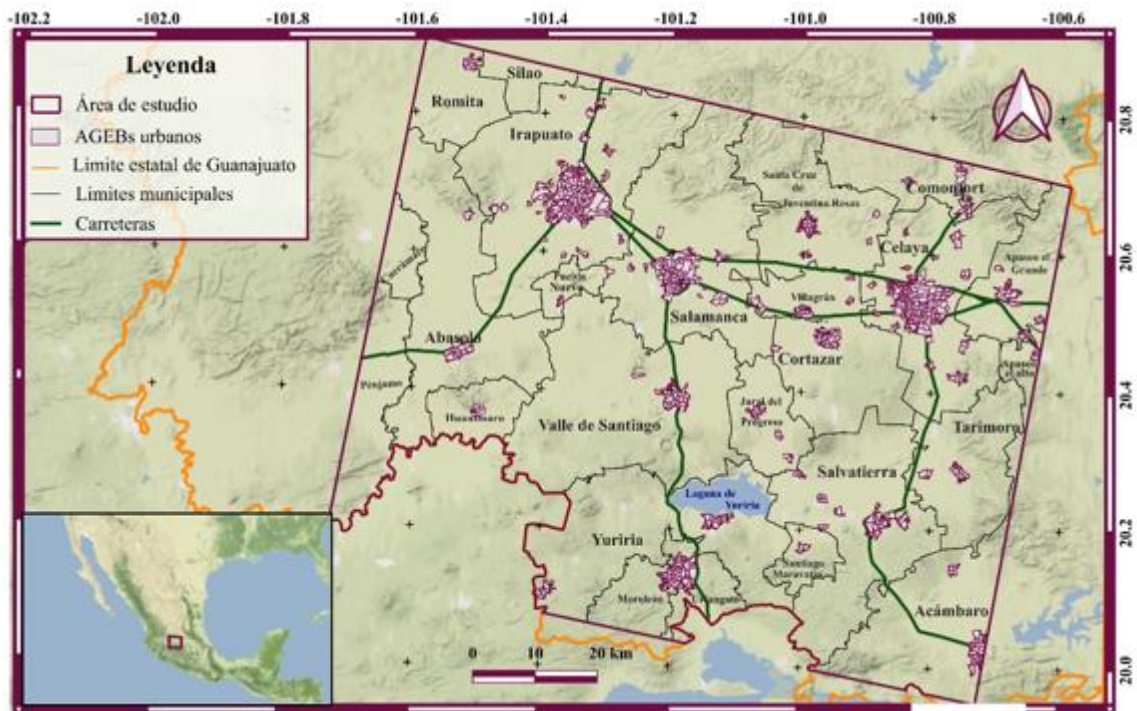 -102.2 -102.0 -101.8 -101.6 -101.4 -101.2 -101.0 -100.8 -100.6
Leyenda
Área de estudio
AGEBs urbanos
Limite estatal de Guanajuato
Limites municipales
Carreteras
Silao
Romita
Irapuato
20.8
Santa Cruz
de
Juventino Rosas
Comonfort
Celaya
Apaseo el
Grande
20.6
Pueblo
Nuevo
Villagrán
Salamanca
Abasolo
Cortazar
Apaseo
el alto
Pénjamo
Huanímaro
20.4
Jaral del
Progreso
Valle de Santiago
Tarimoro
Salvatierra
Laguna de
Yuriria
20.2
Yuriria
Santiago
Maravatío
Moroleón
Uriangato
Acámbaro
0 10 20 km
20.0